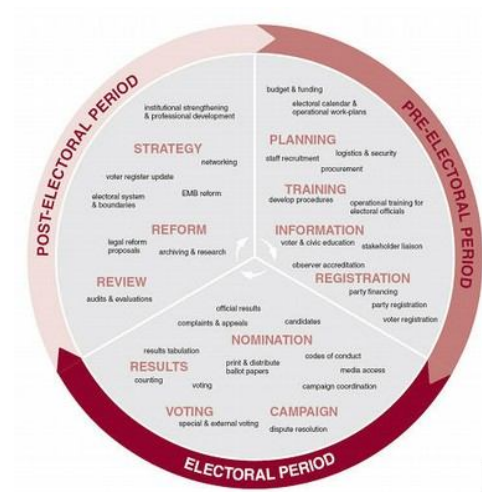 POST-ELECTORAL PERIOD
institutional strengthening
& professional development
STRATEGY
networking
voter register update
electoral system
& boundaries
EMB reform
REFORM
legal reform
proposals
archiving & research
REVIEW
audits & evaluations
PRE-ELECTORAL PERIOD
budget & funding
electoral calendar &
operational work-plans
PLANNING
logistics & security
staff recruitment
procurement
TRAINING
develop procedures
operational training for
electoral officials
INFORMATION
voter & civic education
stakeholder liaison
observer accreditation
REGISTRATION
party financing
party registration
voter registration
official results
complaints & appeals
candidates
NOMINATION
results tabulation
codes of conduct
RESULTS
print & distribute
ballot papers
media access
counting
voting
campaign coordination
VOTING
CAMPAIGN
special & external voting
dispute resolution
ELECTORAL PERIOD